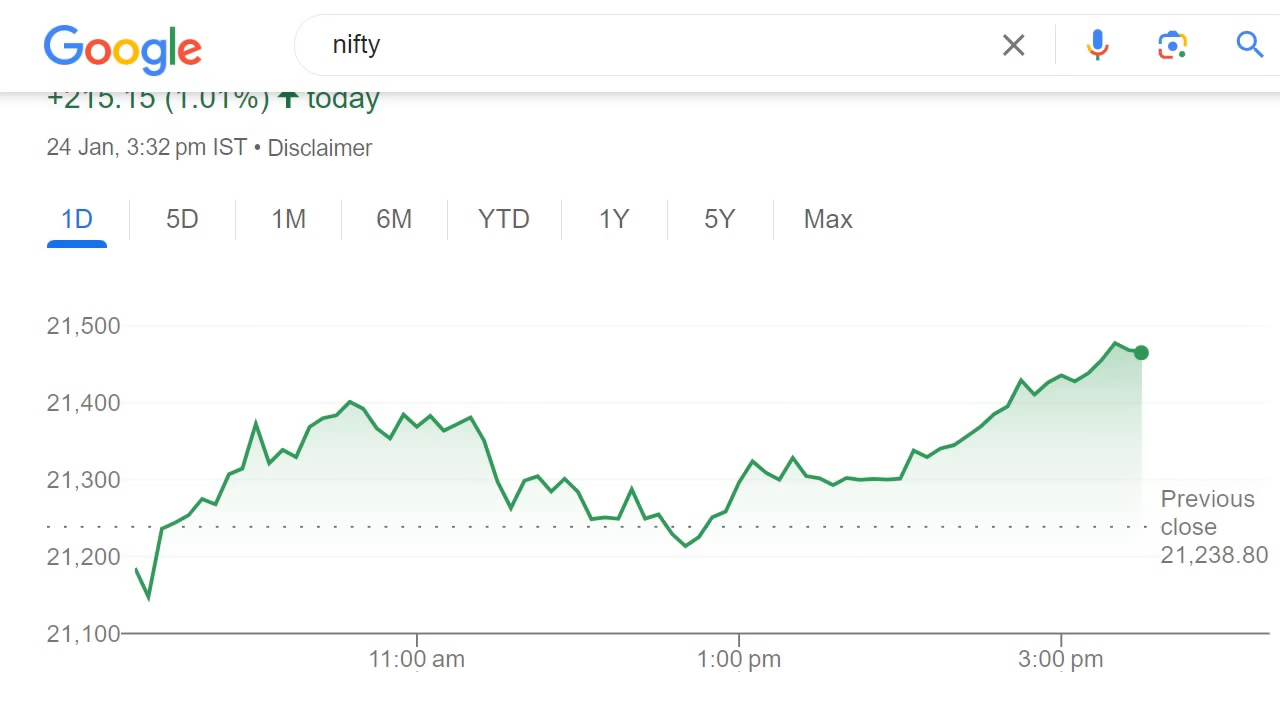 Google
nifty
+215.15 (1.01%) today
24 Jan, 3:32 pm IST • Disclaimer
1D 5D 1M 6M YTD 1Y 5Y Max
21,500
21,400
21,300
21,200
21,100
Previous
close
21,238.80
11:00 am 1:00 pm 3:00 pm